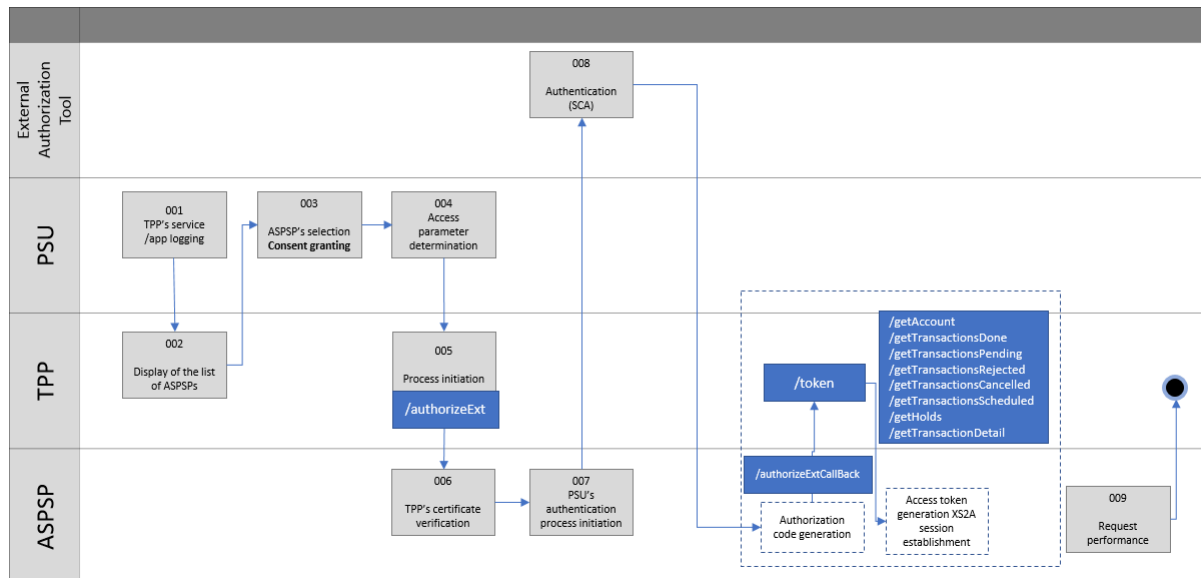 External
Authorization
Tool
008
Authentication
(SCA)
PSU
001
TPP's service
/app logging
003
ASPSP's selection
Consent granting
004
Access
parameter
determination
TPP
002
Display of the list
of ASPSPs
005
Process initiation
/authorizeExt
/token
/getAccount
/getTransactionsDone
/getTransactionsPending
/getTransactionsRejected
/getTransactionsCancelled
/getTransactionsScheduled
/getHolds
/getTransactionDetail
ASPSP
006
TPP's certificate
verification
007
PSU's
authentication
process initiation
/authorizeExtCallBack
Authorization
code generation
Access token
generation XS2A
session
establishment
009
Request
performance